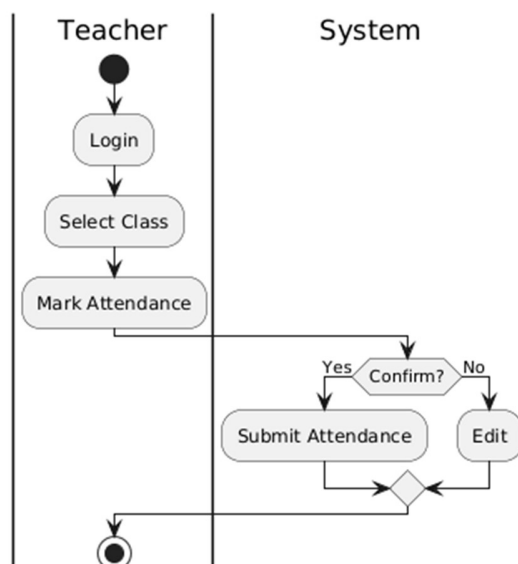 Teacher
System
Login
Select Class
Mark Attendance
Yes
Confirm?
No
Submit Attendance
Edit